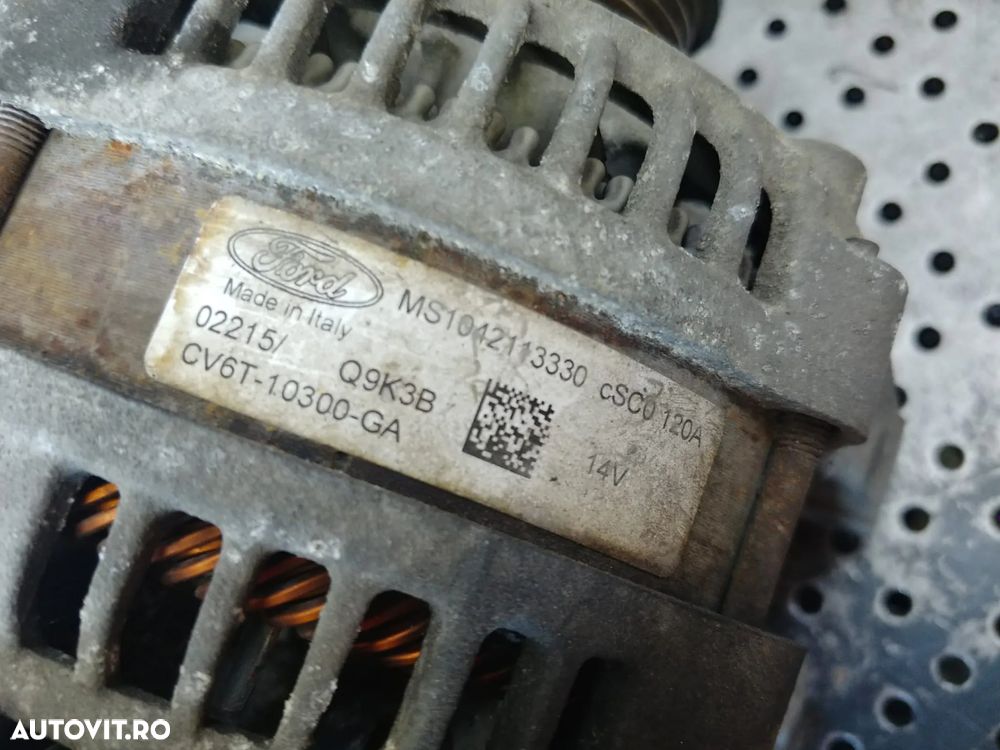 Ford
Made in Italy
MS1042113330 cSC0 120A
02215/ Q9K3B
14V
CV6T-10300-GA
AUTOVIT.RO